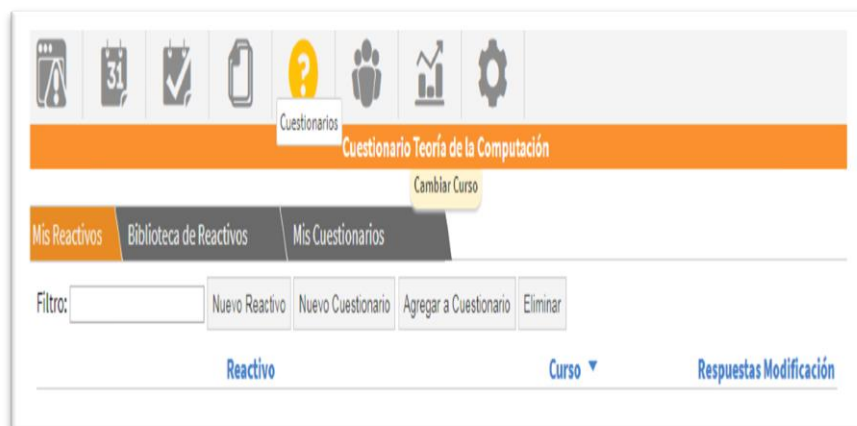 31
?
Cuestionarios
Cuestionario Teoría de la Computación
Cambiar Curso
Mis Reactivos Biblioteca de Reactivos Mis Cuestionarios
Filtro: Nuevo Reactivo Nuevo Cuestionario Agregar a Cuestionario Eliminar
Reactivo Curso Respuestas Modificación